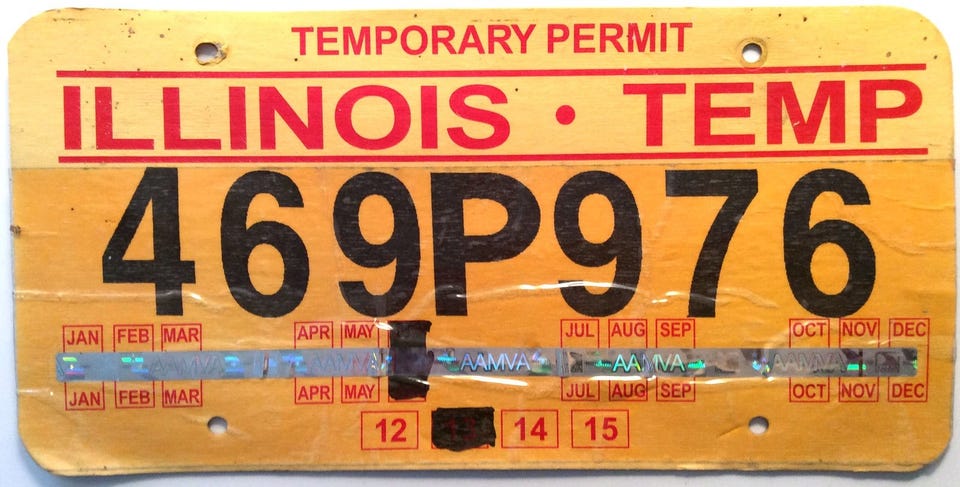 TEMPORARY PERMIT
ILLINOIS • TEMP
469P976
JAN FEB MAR APR MAY JUL AUG SEP OCT NOV DEC
AAMVA AAMVA AAMVA AAMVA AAMVA
JAN FEB MAR APR MAY JUL AUG SEP OCT NOV DEC
12 13 14 15